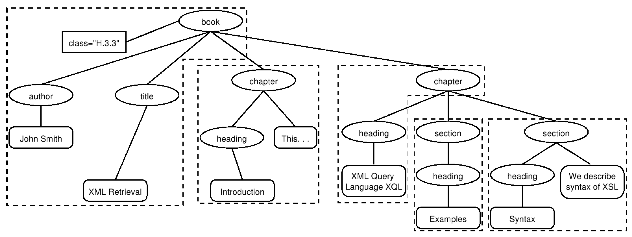 book
class="H.3.3"
author
title
chapter
chapter
John Smith
heading
This. . .
heading
section
section
XML Retrieval
Introduction
XML Query
Language XQL
heading
heading
We describe
syntax of XSL
Examples
Syntax